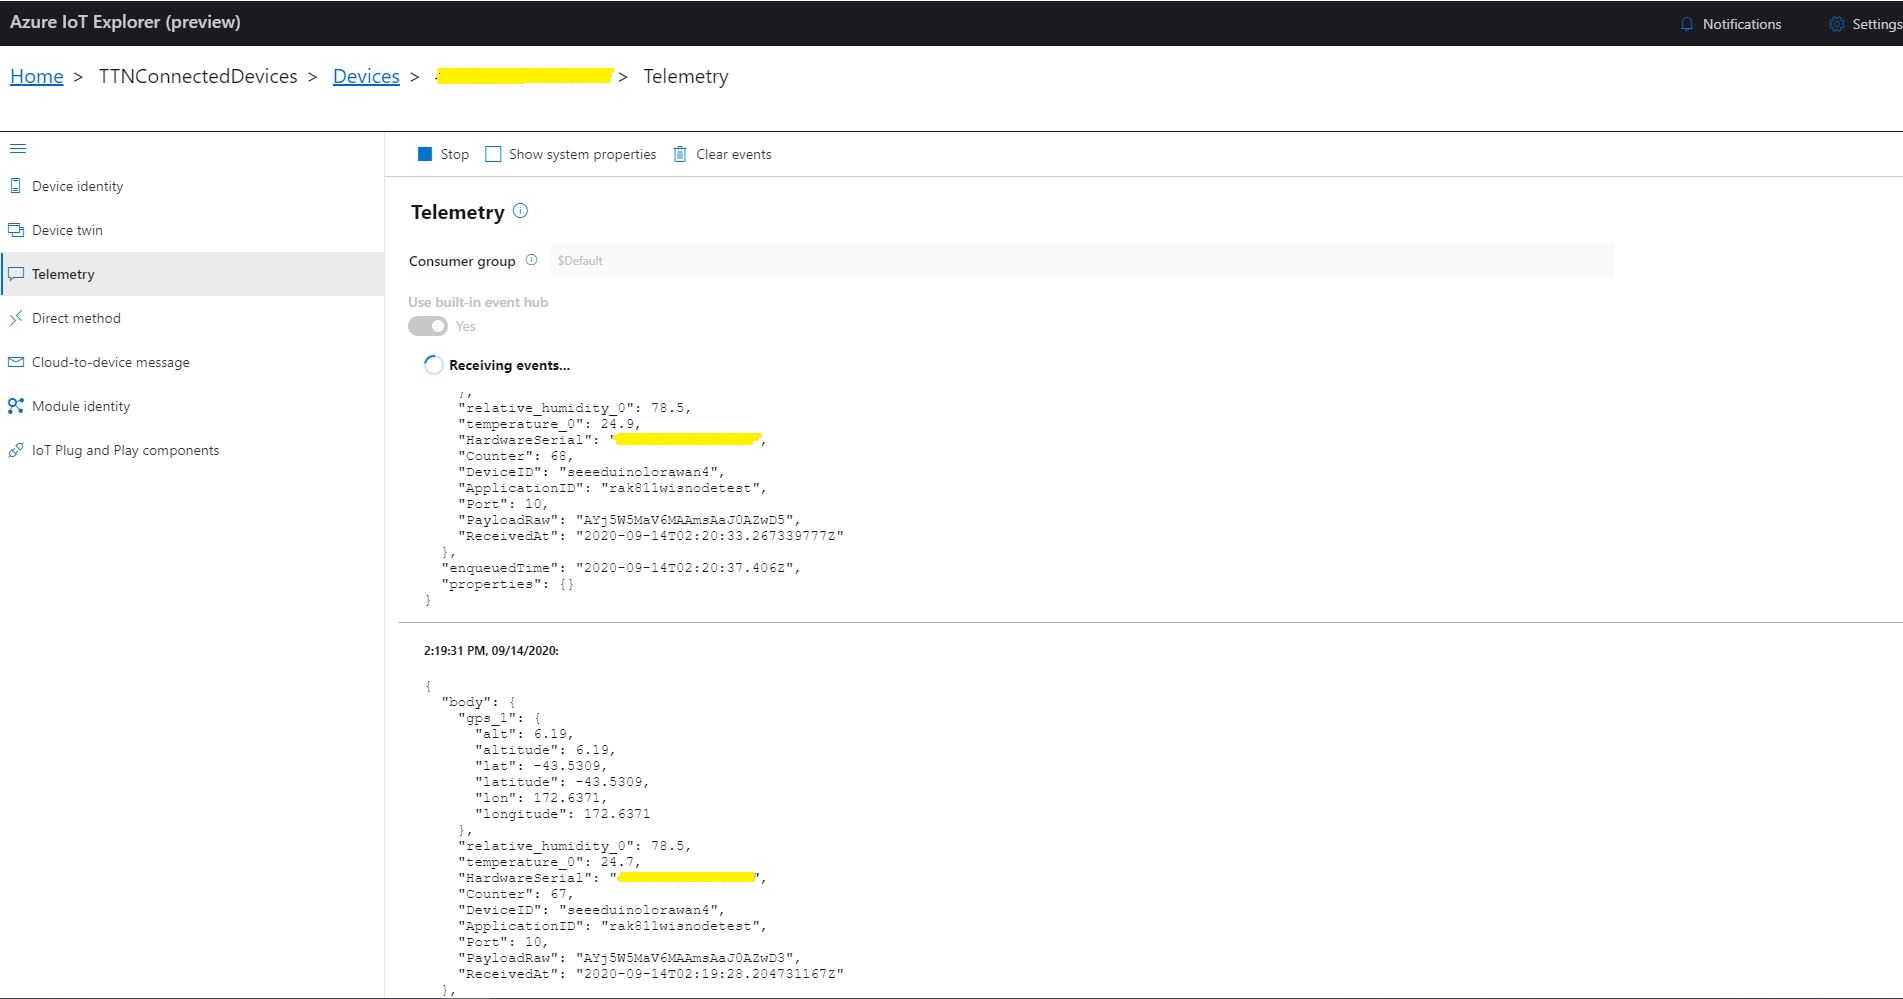 Azure IoT Explorer (preview)
Notifications
Settings
Home > TTNConnectedDevices > Devices > > Telemetry
Stop
Show system properties
Clear events
Device identity
Device twin
Telemetry
Direct method
Cloud-to-device message
Module identity
IoT Plug and Play components
Telemetry
Consumer group
$Default
Use built-in event hub
Yes
Receiving events...
},
"relative_humidity_0": 78.5,
"temperature_0": 24.9,
"HardwareSerial": "
,
"Counter": 68,
"DeviceID": "seeeduinolorawan4",
"ApplicationID": "rak811wisnodetest",
"Port": 10,
"PayloadRaw": "AYj5W5MaV6MAAmsAaJ0AZwD5",
"ReceivedAt": "2020-09-14T02:20:33.267339777Z"
},
"enqueuedTime": "2020-09-14T02:20:37.406Z",
"properties": {}
}
2:19:31 PM, 09/14/2020:
{
"body": {
"gps_1": {
"alt": 6.19,
"altitude": 6.19,
"lat": -43.5309,
"latitude": -43.5309,
"lon": 172.6371,
"longitude": 172.6371
},
"relative_humidity_0": 78.5,
"temperature_0": 24.7,
"HardwareSerial": "
",
"Counter": 67,
"DeviceID": "seeeduinolorawan4",
"ApplicationID": "rak811wisnodetest",
"Port": 10,
"PayloadRaw": "AYj5W5MaV6MAAmsAaJ0AZwD3",
"ReceivedAt": "2020-09-14T02:19:28.204731167Z"
},